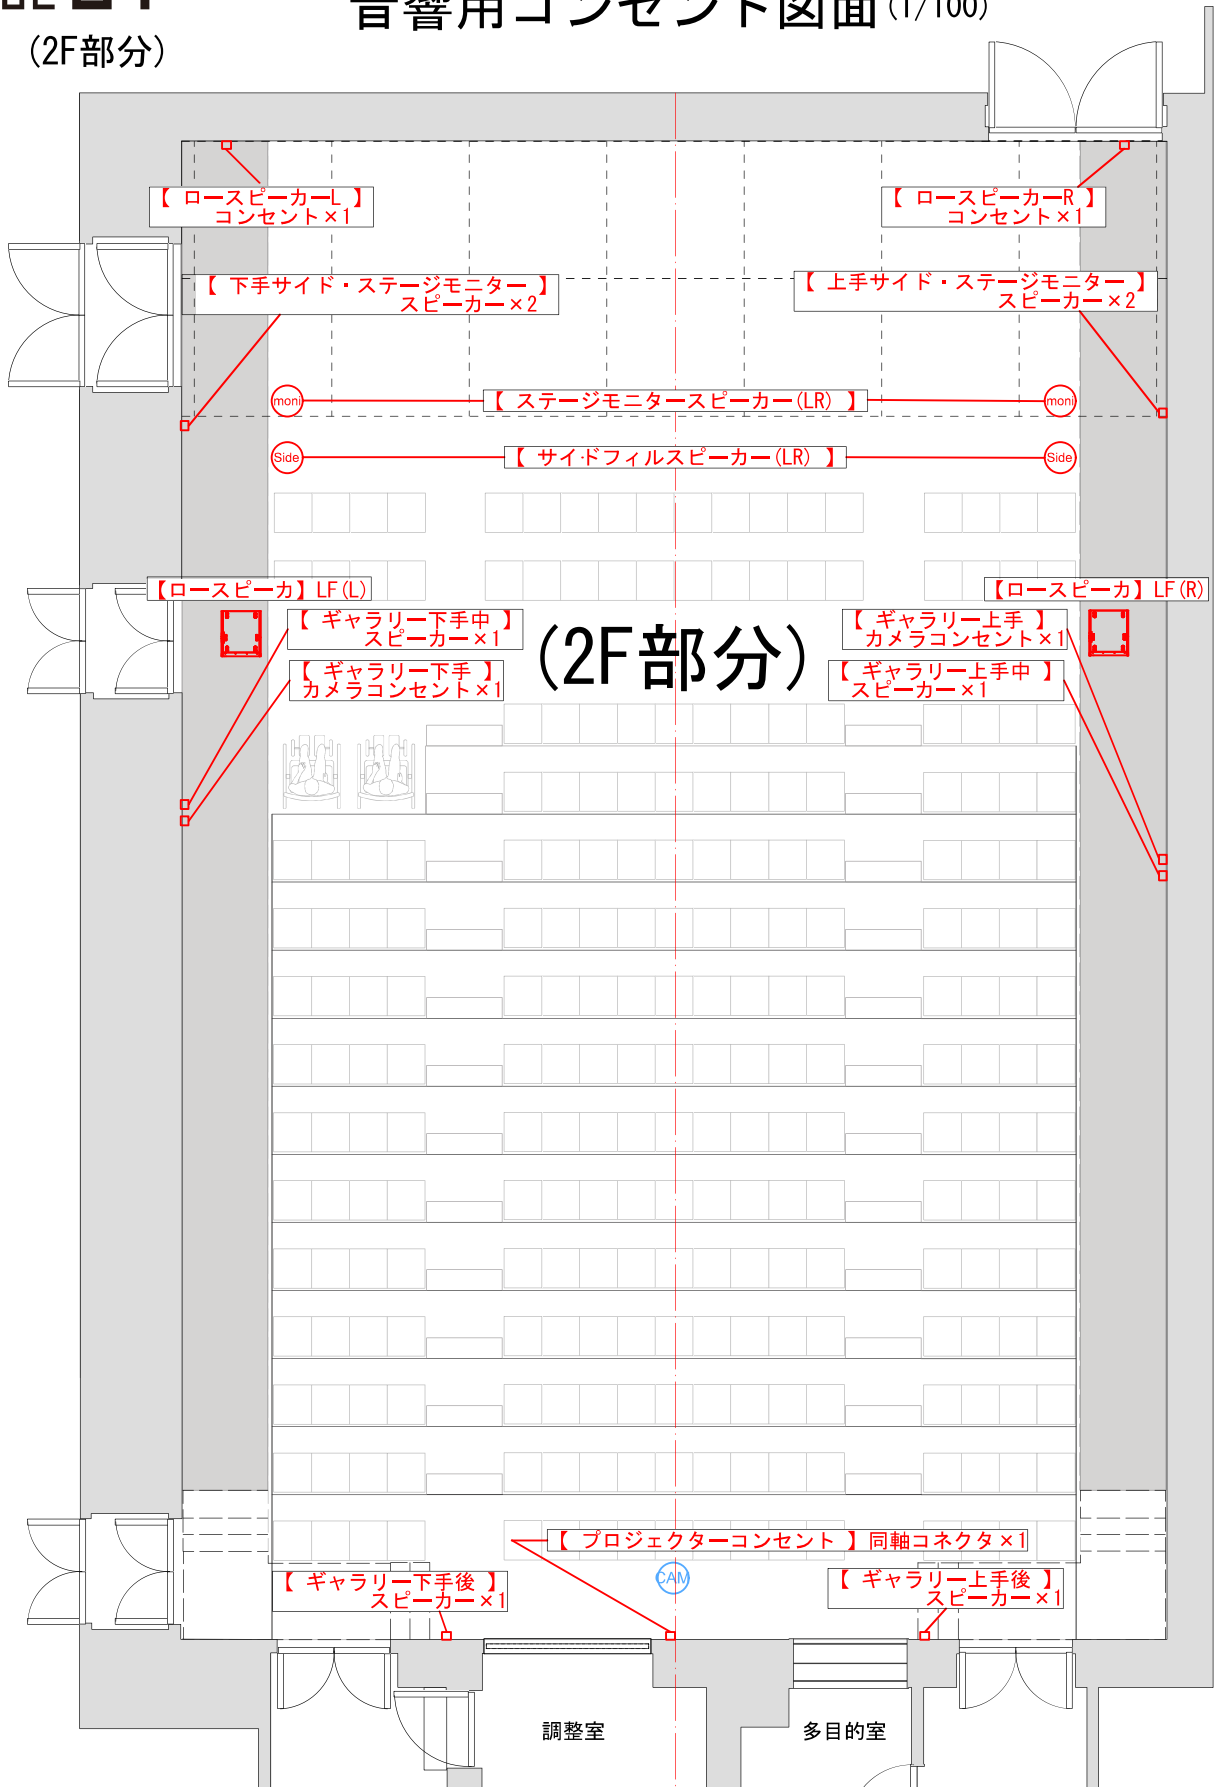 音響用コンセント図面(1/100)
(2F部分)
【 ロースピーカーL 】
コンセント×1
【 ロースピーカーR 】
コンセント×1
【 下手サイド・ステージモニター 】
スピーカー×2
【 上手サイド・ステージモニター 】
スピーカー×2
moni
【 ステージモニタースピーカー(LR) 】
moni
Side
【 サイドフィルスピーカー(LR) 】
Side
【ロースピーカ】LF(L)
【ロースピーカ】LF(R)
【 ギャラリー下手中 】
スピーカー×1
(2F部分)
【 ギャラリー上手 】
カメラコンセント×1
【 ギャラリー下手 】
カメラコンセント×1
【 ギャラリー上手中 】
スピーカー×1
【 プロジェクターコンセント 】同軸コネクタ×1
【 ギャラリー下手後 】
スピーカー×1
CAM
【 ギャラリー上手後 】
スピーカー×1
調整室
多目的室